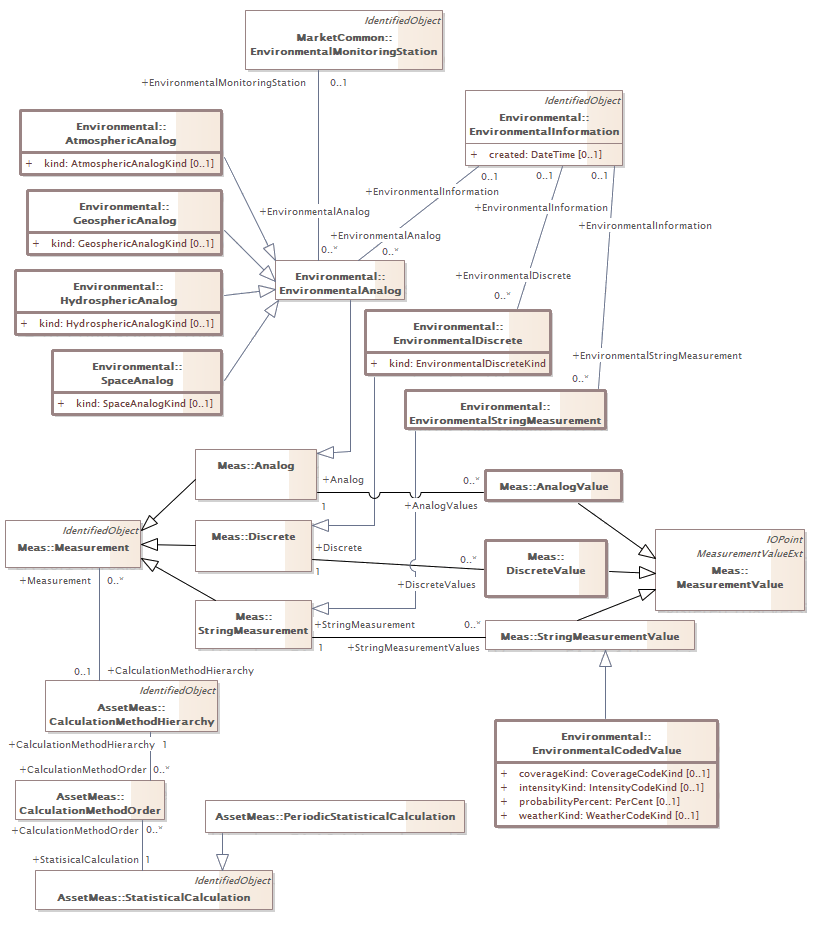 IdentifiedObject
MarketCommon::
EnvironmentalMonitoringStation
+EnvironmentalMonitoringStation
0..1
IdentifiedObject
Environmental::
EnvironmentalInformation
+ created: DateTime [0..1]
0..1
0..1
0..1
+EnvironmentalInformation
+EnvironmentalInformation
+EnvironmentalInformation
Environmental::
AtmosphericAnalog
+ kind: AtmosphericAnalogKind [0..1]
Environmental::
GeosphericAnalog
+ kind: GeosphericAnalogKind [0..1]
+EnvironmentalAnalog
+EnvironmentalAnalog
0..*
0..*
Environmental::
HydrosphericAnalog
+ kind: HydrosphericAnalogKind [0..1]
Environmental::
EnvironmentalAnalog
+EnvironmentalDiscrete
0..*
Environmental::
EnvironmentalDiscrete
+ kind: EnvironmentalDiscreteKind
Environmental::
SpaceAnalog
+ kind: SpaceAnalogKind [0..1]
+EnvironmentalStringMeasurement
0..*
Environmental::
EnvironmentalStringMeasurement
Meas::Analog
+Analog
1
0..*
+AnalogValues
Meas::AnalogValue
IdentifiedObject
Meas::Measurement
Meas::Discrete
+Discrete
1
0..*
+DiscreteValues
Meas::
DiscreteValue
IOPoint
MeasurementValueExt
Meas::
MeasurementValue
+Measurement
0..*
Meas::
StringMeasurement
+StringMeasurement
1
0..*
+StringMeasurementValues
Meas::StringMeasurementValue
0..1
+CalculationMethodHierarchy
IdentifiedObject
AssetMeas::
CalculationMethodHierarchy
+CalculationMethodHierarchy
1
+CalculationMethodOrder
0..*
AssetMeas::
CalculationMethodOrder
+CalculationMethodOrder
0..*
+StatisicalCalculation
1
AssetMeas::PeriodicStatisticalCalculation
IdentifiedObject
AssetMeas::StatisticalCalculation
Environmental::
EnvironmentalCodedValue
+ coverageKind: CoverageCodeKind [0..1]
+ intensityKind: IntensityCodeKind [0..1]
+ probabilityPercent: PerCent [0..1]
+ weatherKind: WeatherCodeKind [0..1]